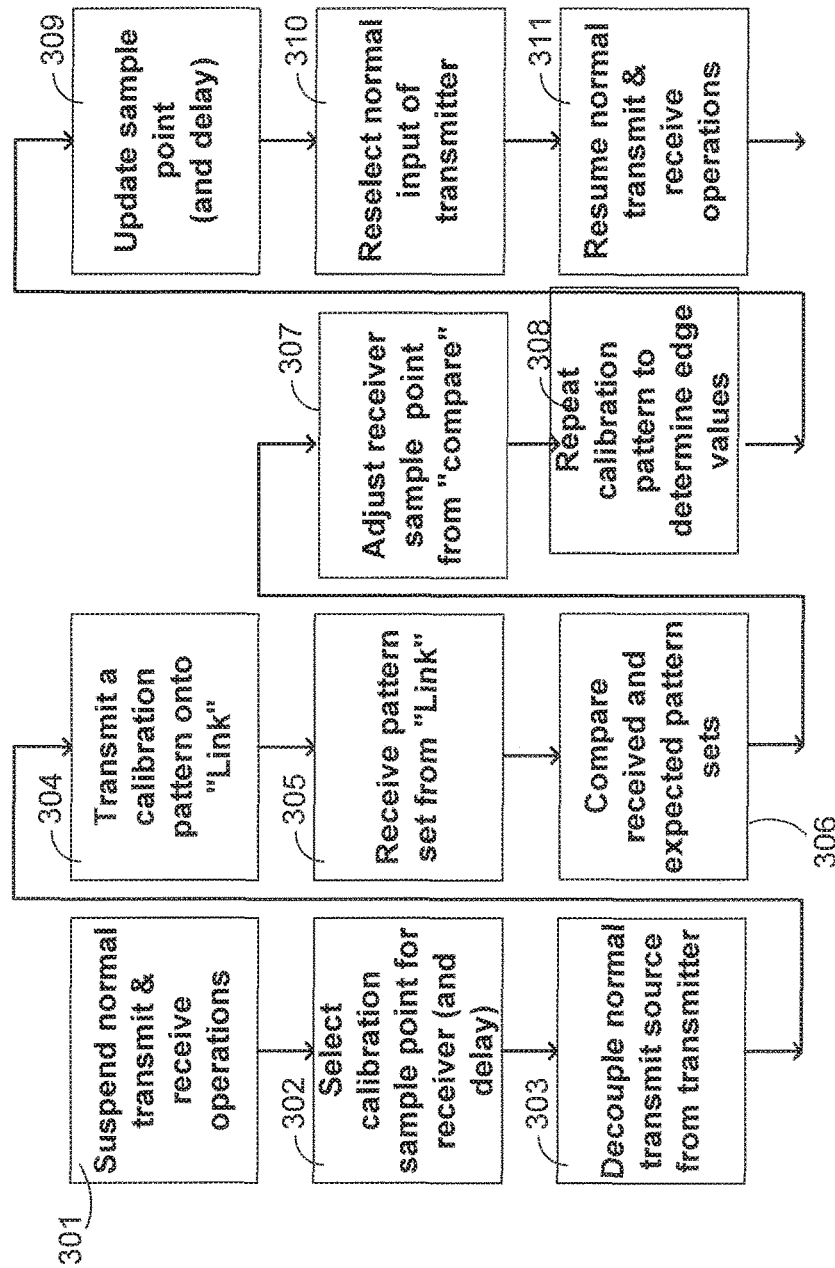 301
Suspend normal
transmit &
receive
operations
302
Select
calibration
sample point for
receiver (and
delay)
303
Decouple normal
transmit source
from transmitter
304
Transmit a
calibration
pattern onto
"Link"
305
Receive pattern
set from "Link"
306
Compare
received and
expected pattern
sets
307
Adjust receiver
sample point
from "compare"
308
Repeat
calibration
pattern to
determine edge
values
309
Update sample
point
(and delay)
310
Reselect normal
input of
transmitter
311
Resume normal
transmit &
receive
operations